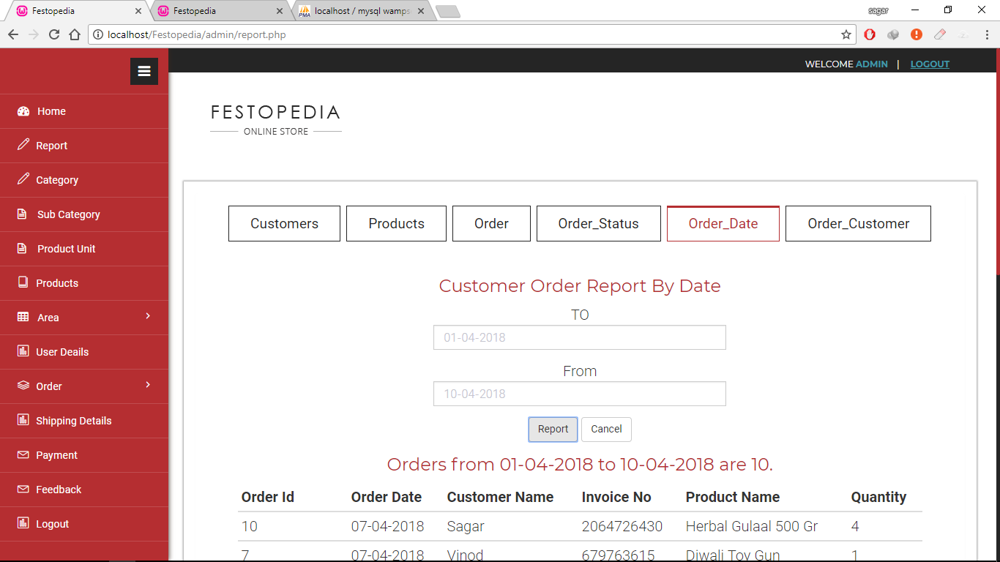 Festopedia
Festopedia
localhost / mysql wamps
sagar
localhost/Festopedia/admin/report.php
WELCOME ADMIN | LOGOUT
Home
Report
Category
Sub Category
Product Unit
Products
Area
User Deails
Order
Shipping Details
Payment
Feedback
Logout
FESTOPEDIA
ONLINE STORE
Customers Products Order Order_Status Order_Date Order_Customer
Customer Order Report By Date
TO
01-04-2018
From
10-04-2018
Report Cancel
Orders from 01-04-2018 to 10-04-2018 are 10.
Order Id Order Date Customer Name Invoice No Product Name Quantity
10 07-04-2018 Sagar 2064726430 Herbal Gulaal 500 Gr 4
7 07-04-2018 Vinod 679763615 Diwali Toy Gun 1